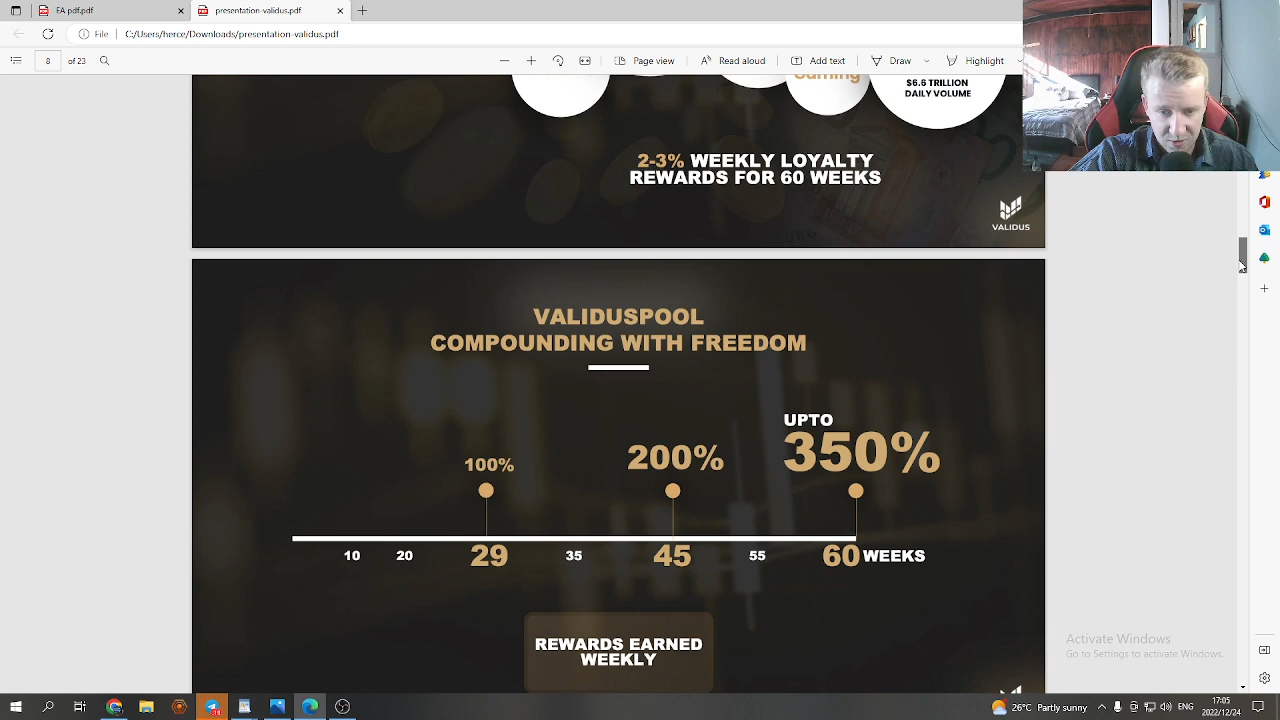 EA pdf.pdf
presentation-validus.pdf
File
C:/Users/herce/Downloads/presentation-validus.pdf
8
of 23
Page view
Read aloud
Add text
Draw
Highlight
$6.6 TRILLION
DAILY VOLUME
2-3% WEEKLY LOYALTY
REWARDS FOR 60 WEEKS
VALIDUS
VALIDUSPOOL
COMPOUNDING WITH FREEDOM
UPTO
100% 200% 350%
10 20 29 35 45 55 60 WEEKS
REWARDS EARNED
WEEKLY
Activate Windows
Go to Settings to activate Windows.
26°C Partly sunny
ENG
17:05
2022/12/24